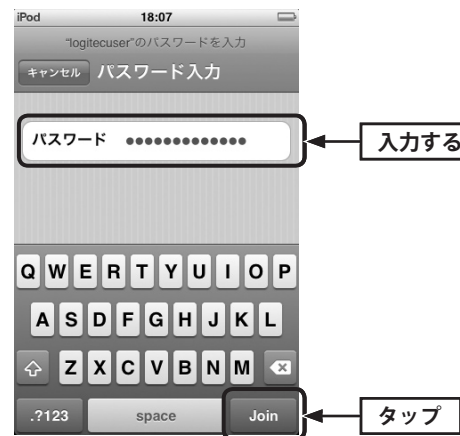 iPod 18:07
“logitecuser”のパスワードを入力
キャンセル パスワード入力
パスワード ●●●●●●●●●●●●●
入力する
Q W E R T Y U I O P
A S D F G H J K L
Z X C V B N M
.?123 space Join
タップ